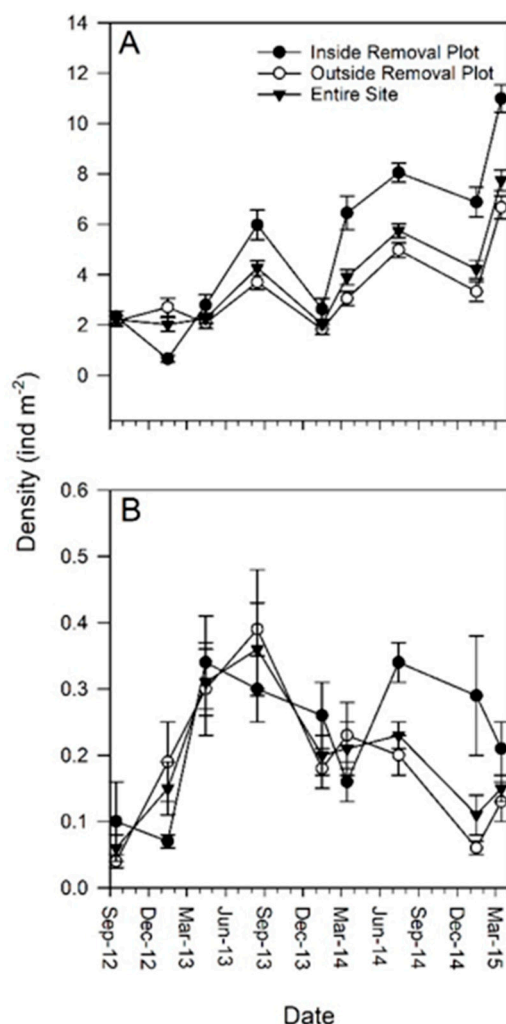 A
Inside Removal Plot
Outside Removal Plot
Entire Site
14
12
10
8
6
4
2
0
Density (ind m-2)
B
0.6
0.5
0.4
0.3
0.2
0.1
0.0
Sep-12
Dec-12
Mar-13
Jun-13
Sep-13
Dec-13
Mar-14
Jun-14
Sep-14
Dec-14
Mar-15
Date